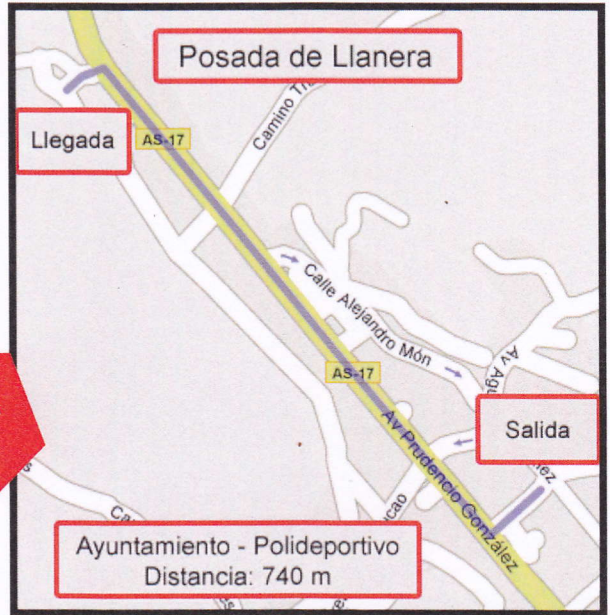 Posada de Llanera
Llegada
AS-17
Camino
Calle Alejandro Món
AS-17
Av
Salida
Av Prudencio González
Ayuntamiento - Polideportivo
Distancia: 740 m